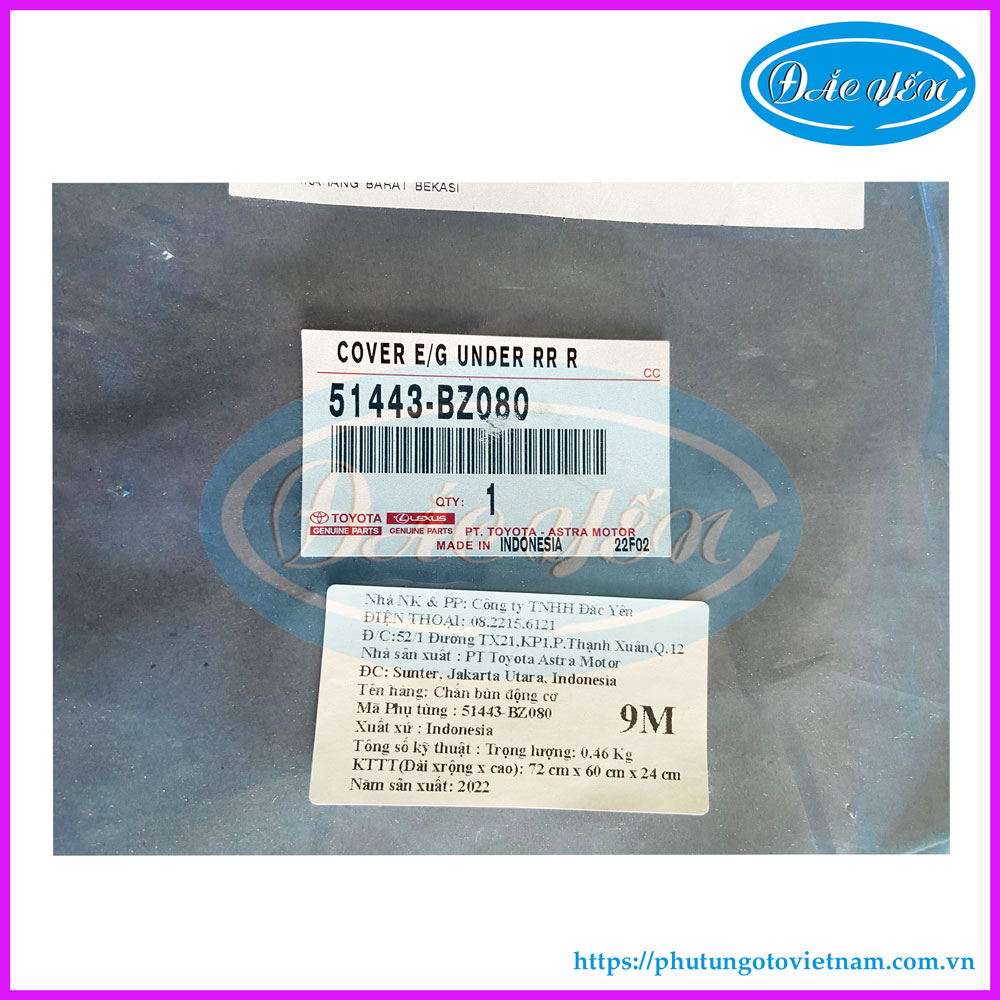 ĐẮC YẾN
KARANG BARAT BEKASI
COVER E/G UNDER RR R
CC
51443-BZ080
QTY: 1
TOYOTA LEXUS
GENUINE PARTS GENUINE PARTS PT. TOYOTA - ASTRA MOTOR
MADE IN INDONESIA 22F02
ĐẮC YẾN
Nhà NK & PP: Công ty TNHH Đắc Yên
ĐIỆN THOẠI: 08.2215.6121
Đ/C:52/1 Đường TX21,KP1,P.Thạnh Xuân,Q.12
Nhà sản xuất : PT Toyota Astra Motor
ĐC: Sunter, Jakarta Utara, Indonesia
Tên hàng: Chắn bùn động cơ
Mã Phụ tùng : 51443-BZ080
9M
Xuất xứ : Indonesia
Tông số kỹ thuật : Trọng lượng: 0.46 Kg
KTTT(Dài xrộng x cao): 72 cm x 60 cm x 24 cm
Năm sản xuất: 2022
https://phutungotovietnam.com.vn